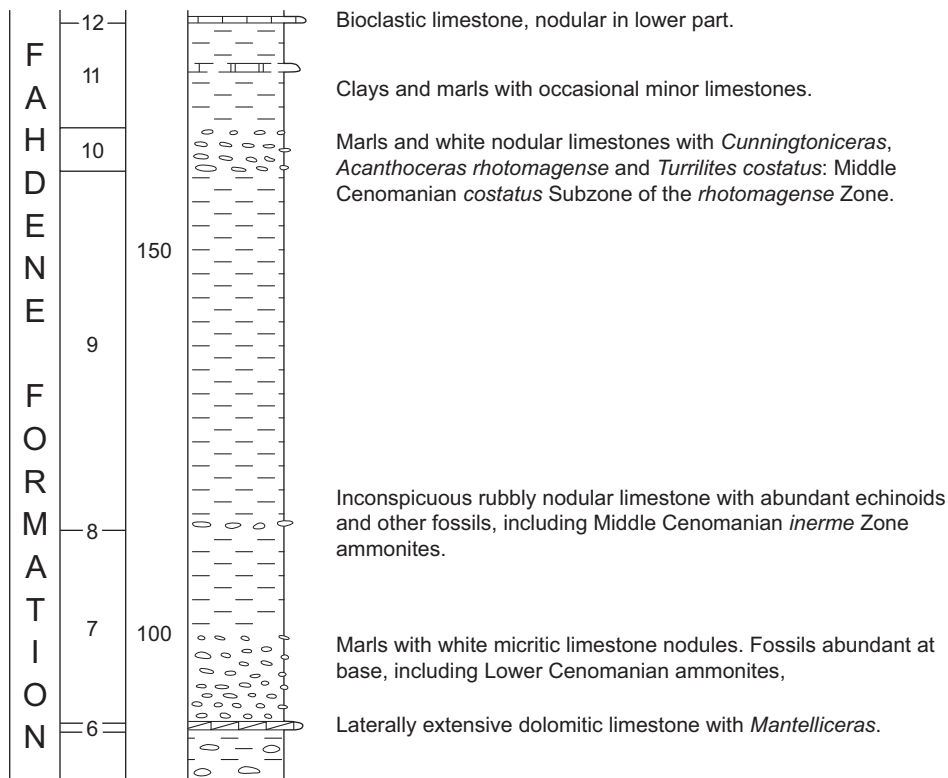 FAHDENE FORMATION
12
Bioclastic limestone, nodular in lower part.
11
Clays and marls with occasional minor limestones.
10
Marls and white nodular limestones with Cunningtoniceras,
Acanthoceras rhotomagense and Turrilites costatus: Middle
Cenomanian costatus Subzone of the rhotomagense Zone.
150
9
Inconspicuous rubbly nodular limestone with abundant echinoids
and other fossils, including Middle Cenomanian inerme Zone
ammonites.
8
7
100
Marls with white micritic limestone nodules. Fossils abundant at
base, including Lower Cenomanian ammonites,
6
Laterally extensive dolomitic limestone with Mantelliceras.